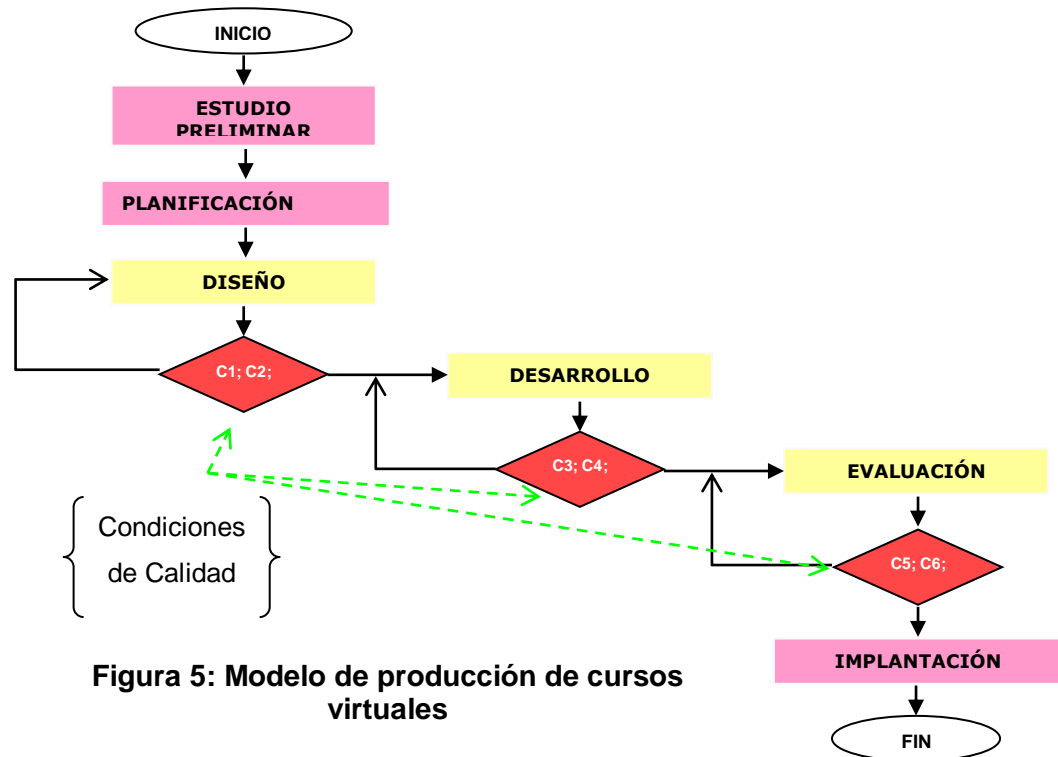 INICIO
ESTUDIO
PRELIMINAR
PLANIFICACIÓN
DISEÑO
C1; C2;
DESARROLLO
C3; C4;
EVALUACIÓN
Condiciones
de Calidad
C5; C6;
IMPLANTACIÓN
Figura 5: Modelo de producción de cursos
virtuales
FIN